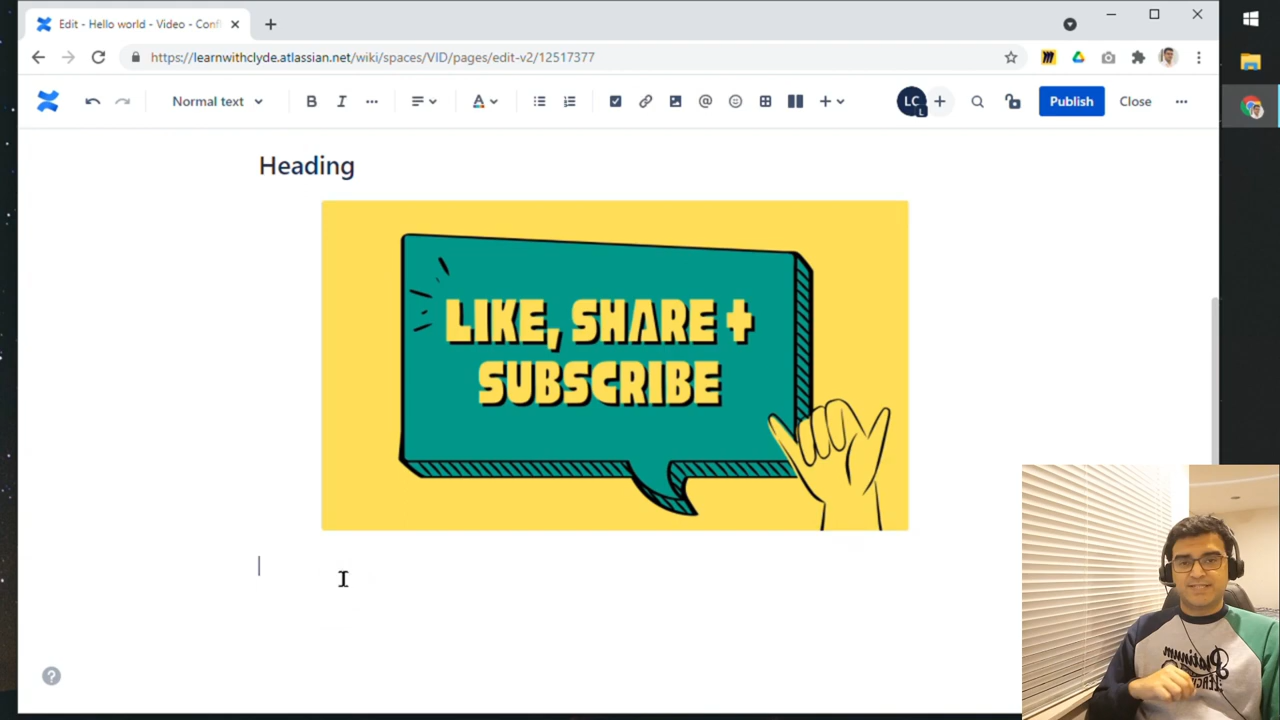 Edit - Hello world - Video - Conf
https://learnwithclyde.atlassian.net/wiki/spaces/VID/pages/edit-v2/12517377
Normal text
B
I
A
@
LC
L
Publish
Close
Heading
LIKE, SHARE +
SUBSCRIBE
Platinum
?